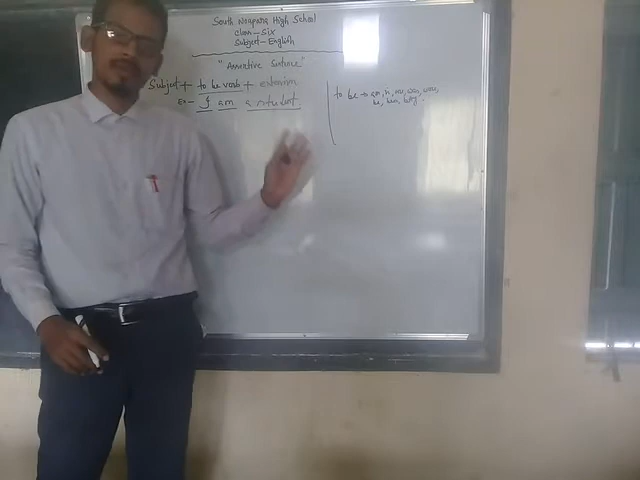 South Norpara High School
Class-Six
Subject-English
"Assertive Sentence"
Subject + to be verb + extension
Ex- I am a student.
to be → am, is, are, was, were,
be, been, being.